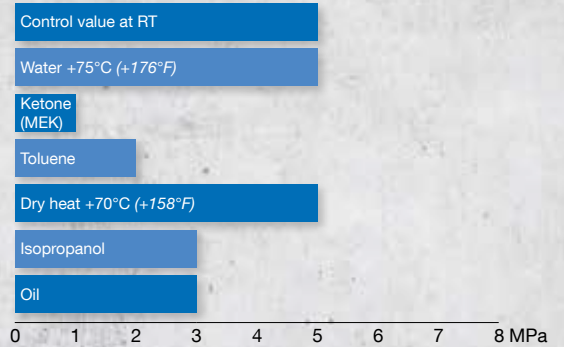 Control value at RT
Water +75°C (+176°F)
Ketone
(MEK)
Toluene
Dry heat +70°C (+158°F)
Isopropanol
Oil
0 1 2 3 4 5 6 7 8 MPa